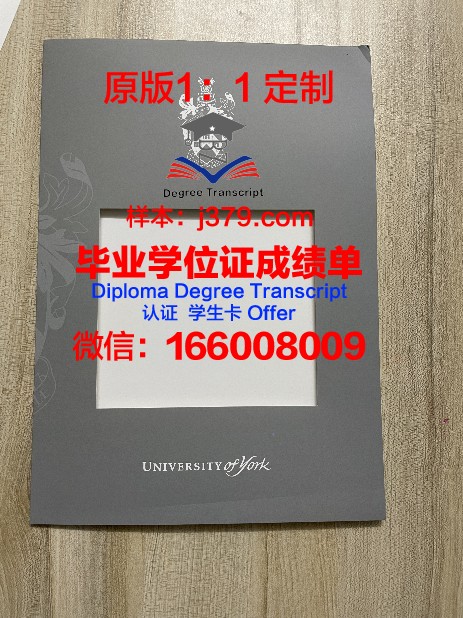 原版1：1 定制
Degree Transcript
样本：j379.com
毕业学位证成绩单
Diploma Degree Transcript
认证 学生卡 Offer
微信：166008009
UNIVERSITY of York